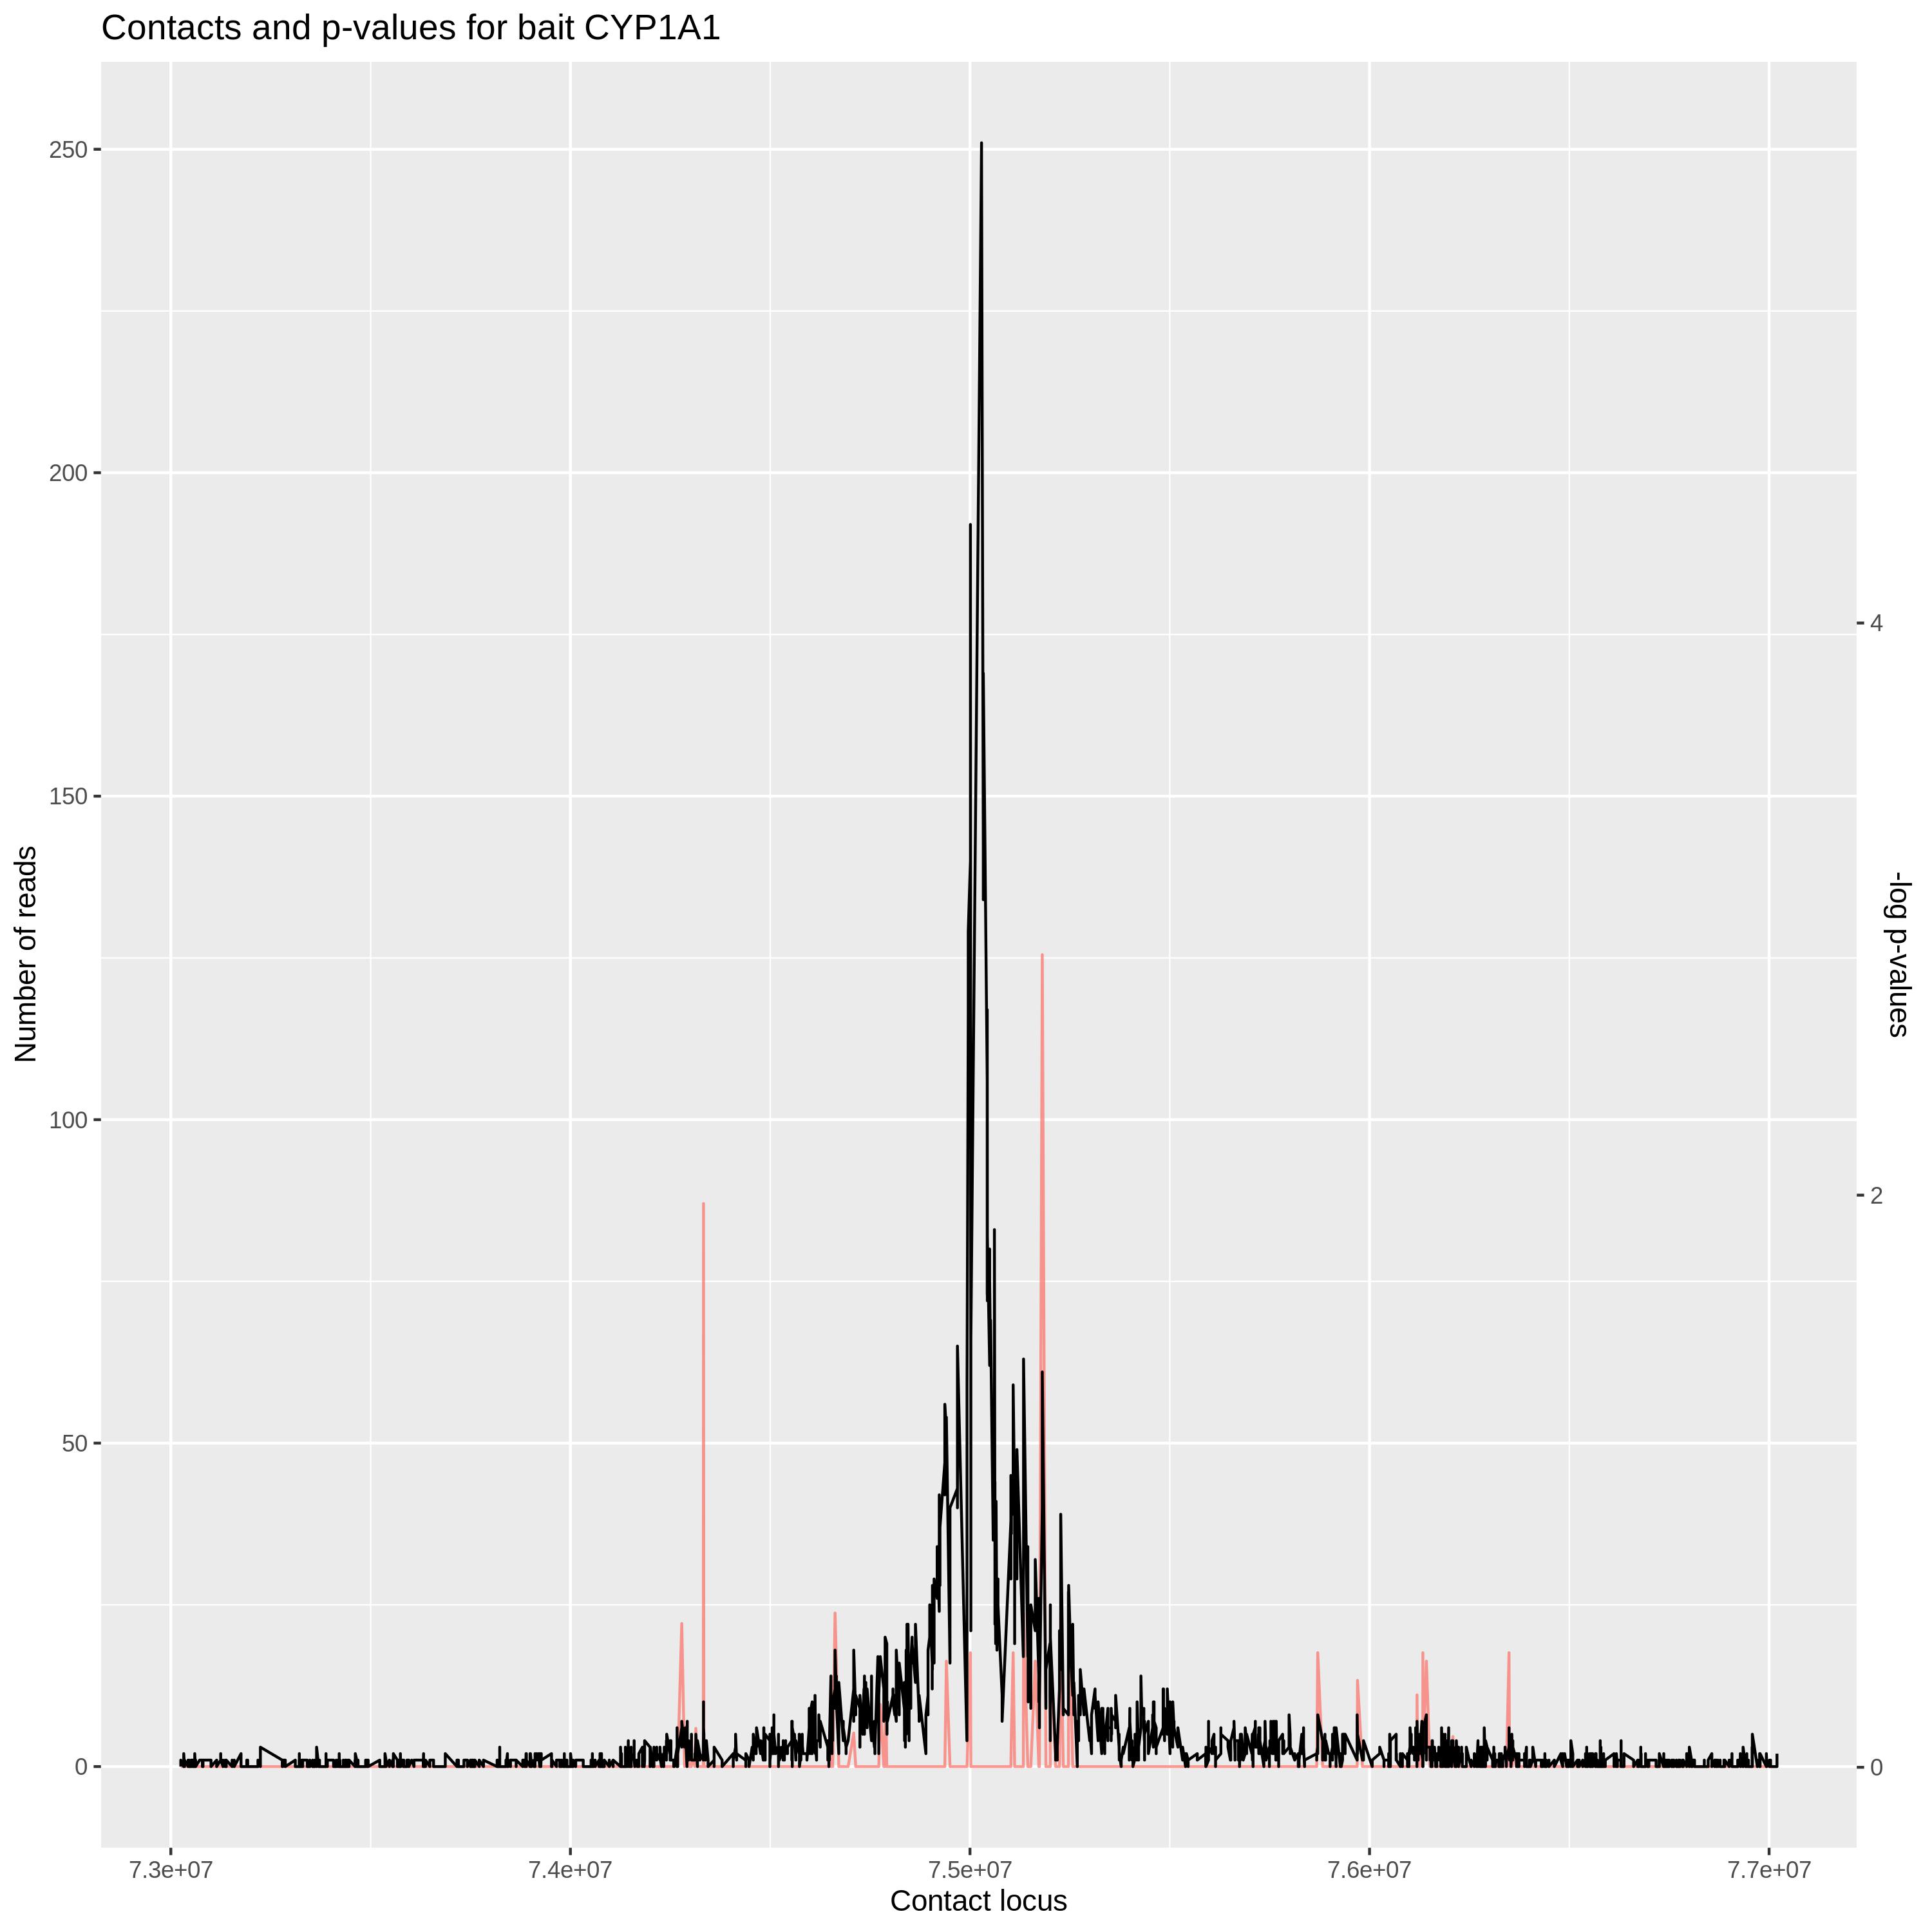 Contacts and p-values for bait CYP1A1
250
200
150
100
50
0
Number of reads
4
2
0
-log p-values
7.3e+07
7.4e+07
7.5e+07
7.6e+07
7.7e+07
Contact locus